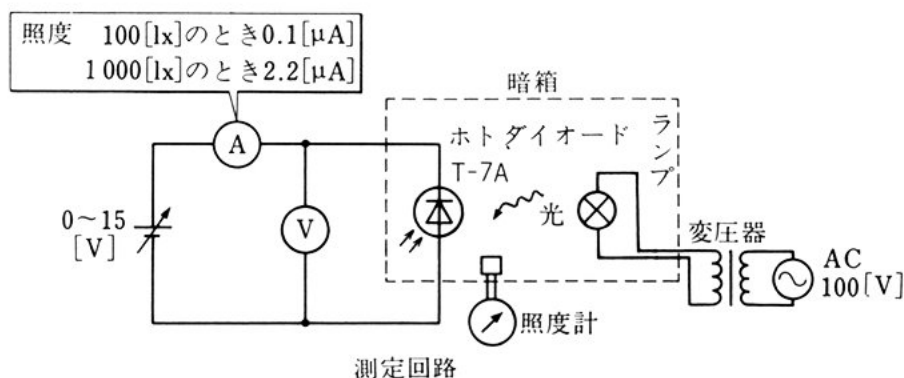 照度 100[lx]のとき0.1[μA]
1000[lx]のとき2.2[μA]
暗箱
A
ホトダイオード
T-7A
ランプ
0~15
[V]
V
光
変圧器
AC
100[V]
照度計
測定回路